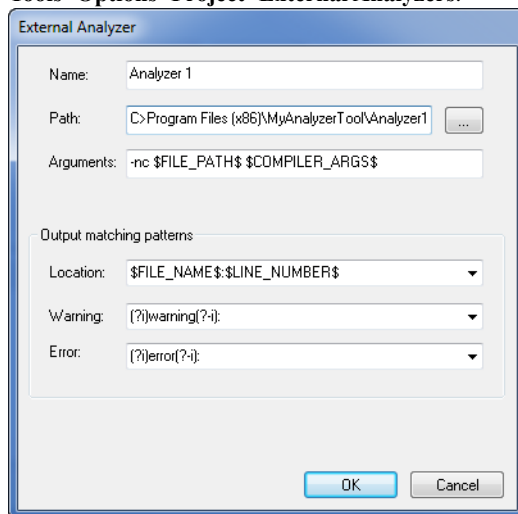 Tools>Options>Project>External Analyzers.
External Analyzer
Name: Analyzer 1
Path: C>Program Files (x86)\MyAnalyzerTool\Analyzer1 ...
Arguments: -nc $FILE_PATH$ $COMPILER_ARGS$
Output matching patterns
Location: $FILE_NAME$:$LINE_NUMBER$
Warning: (?i)warning(?-i):
Error: (?i)error(?-i):
OK Cancel